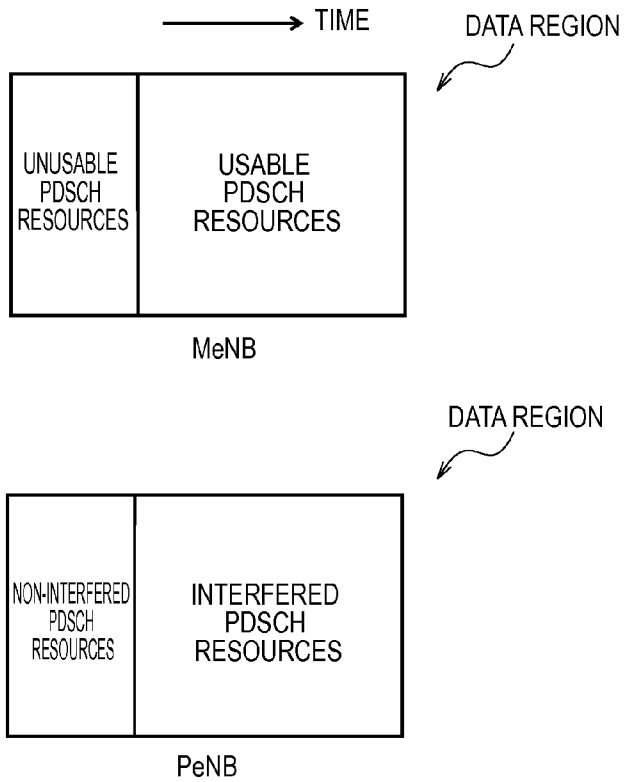 TIME
DATA REGION
UNUSABLE
PDSCH
RESOURCES
USABLE
PDSCH
RESOURCES
MeNB
DATA REGION
NON-INTERFERED
PDSCH
RESOURCES
INTERFERED
PDSCH
RESOURCES
PeNB